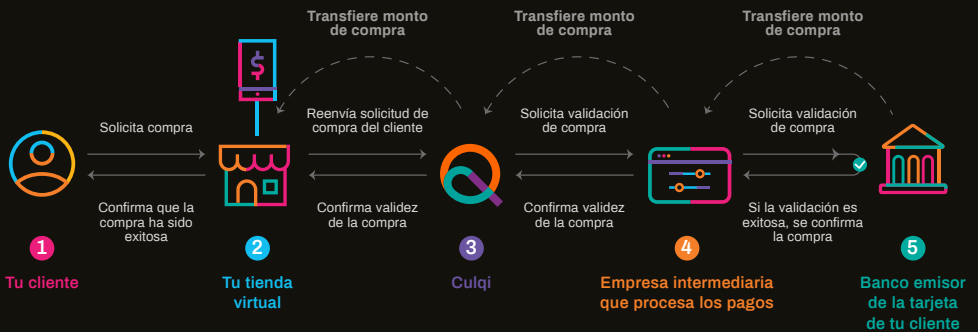 Transfiere monto
de compra
Transfiere monto
de compra
Transfiere monto
de compra
$
Solicita compra
Reenvía solicitud de
compra del cliente
Solicita validación
de compra
Solicita validación
de compra
Confirma que la
compra ha sido
exitosa
Confirma validez
de la compra
Confirma validez
de la compra
Si la validación es
exitosa, se confirma
la compra
1
2
3
4
5
Tu cliente
Tu tienda
virtual
Culqi
Empresa intermediaria
que procesa los pagos
Banco emisor
de la tarjeta
de tu cliente